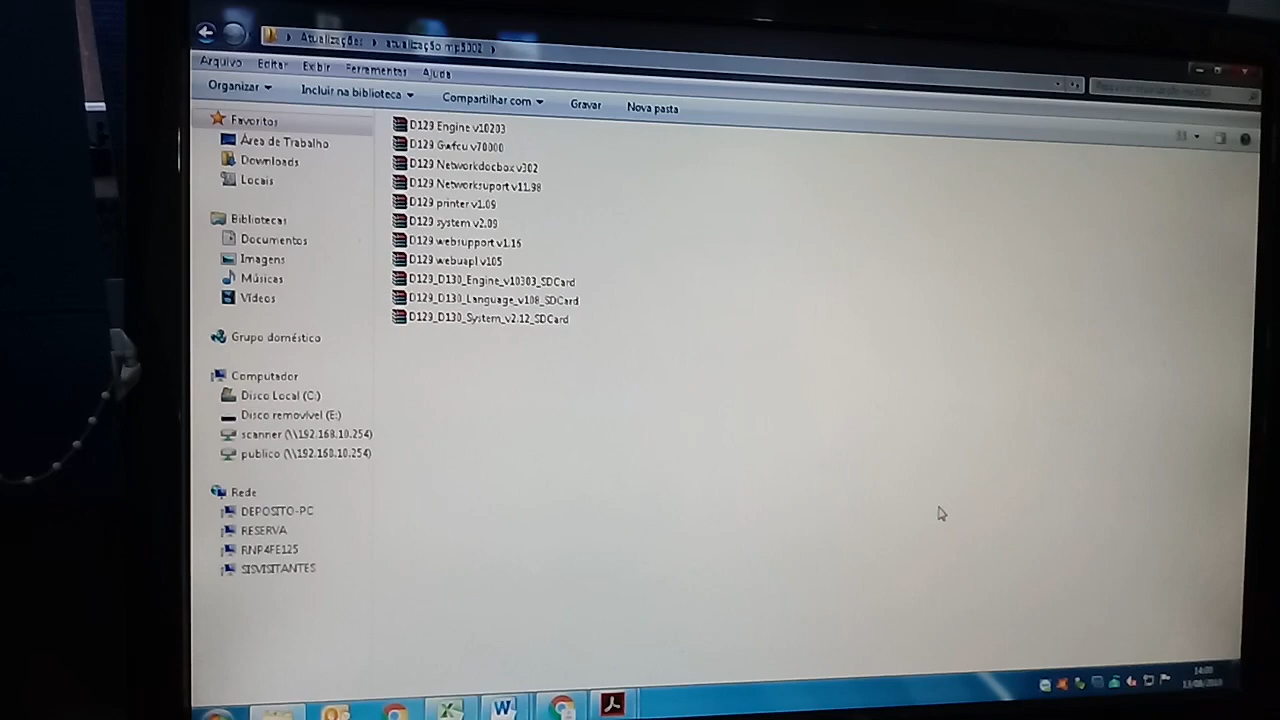 Atualizações atualização mp5002
Arquivo Editar Exibir Ferramentas Ajuda
Organizar Incluir na biblioteca Compartilhar com Gravar Nova pasta
Favoritos
Área de Trabalho
Downloads
Locais
Bibliotecas
Documentos
Imagens
Músicas
Vídeos
Grupo doméstico
Computador
Disco Local (C:)
Disco removível (E:)
scanner (\\192.168.10.254)
publico (\\192.168.10.254)
Rede
DEPOSITO-PC
RESERVA
RNP4FE125
SISVISITANTES
D129 Engine v10203
D129 Gwfcu v70000
D129 Networkdocbox v302
D129 Networksuport v11.98
D129 printer v1.09
D129 system v2.09
D129 websupport v1.16
D129 webuapl v105
D129_D130_Engine_v10303_SDCard
D129_D130_Language_v108_SDCard
D129_D130_System_v2.12_SDCard